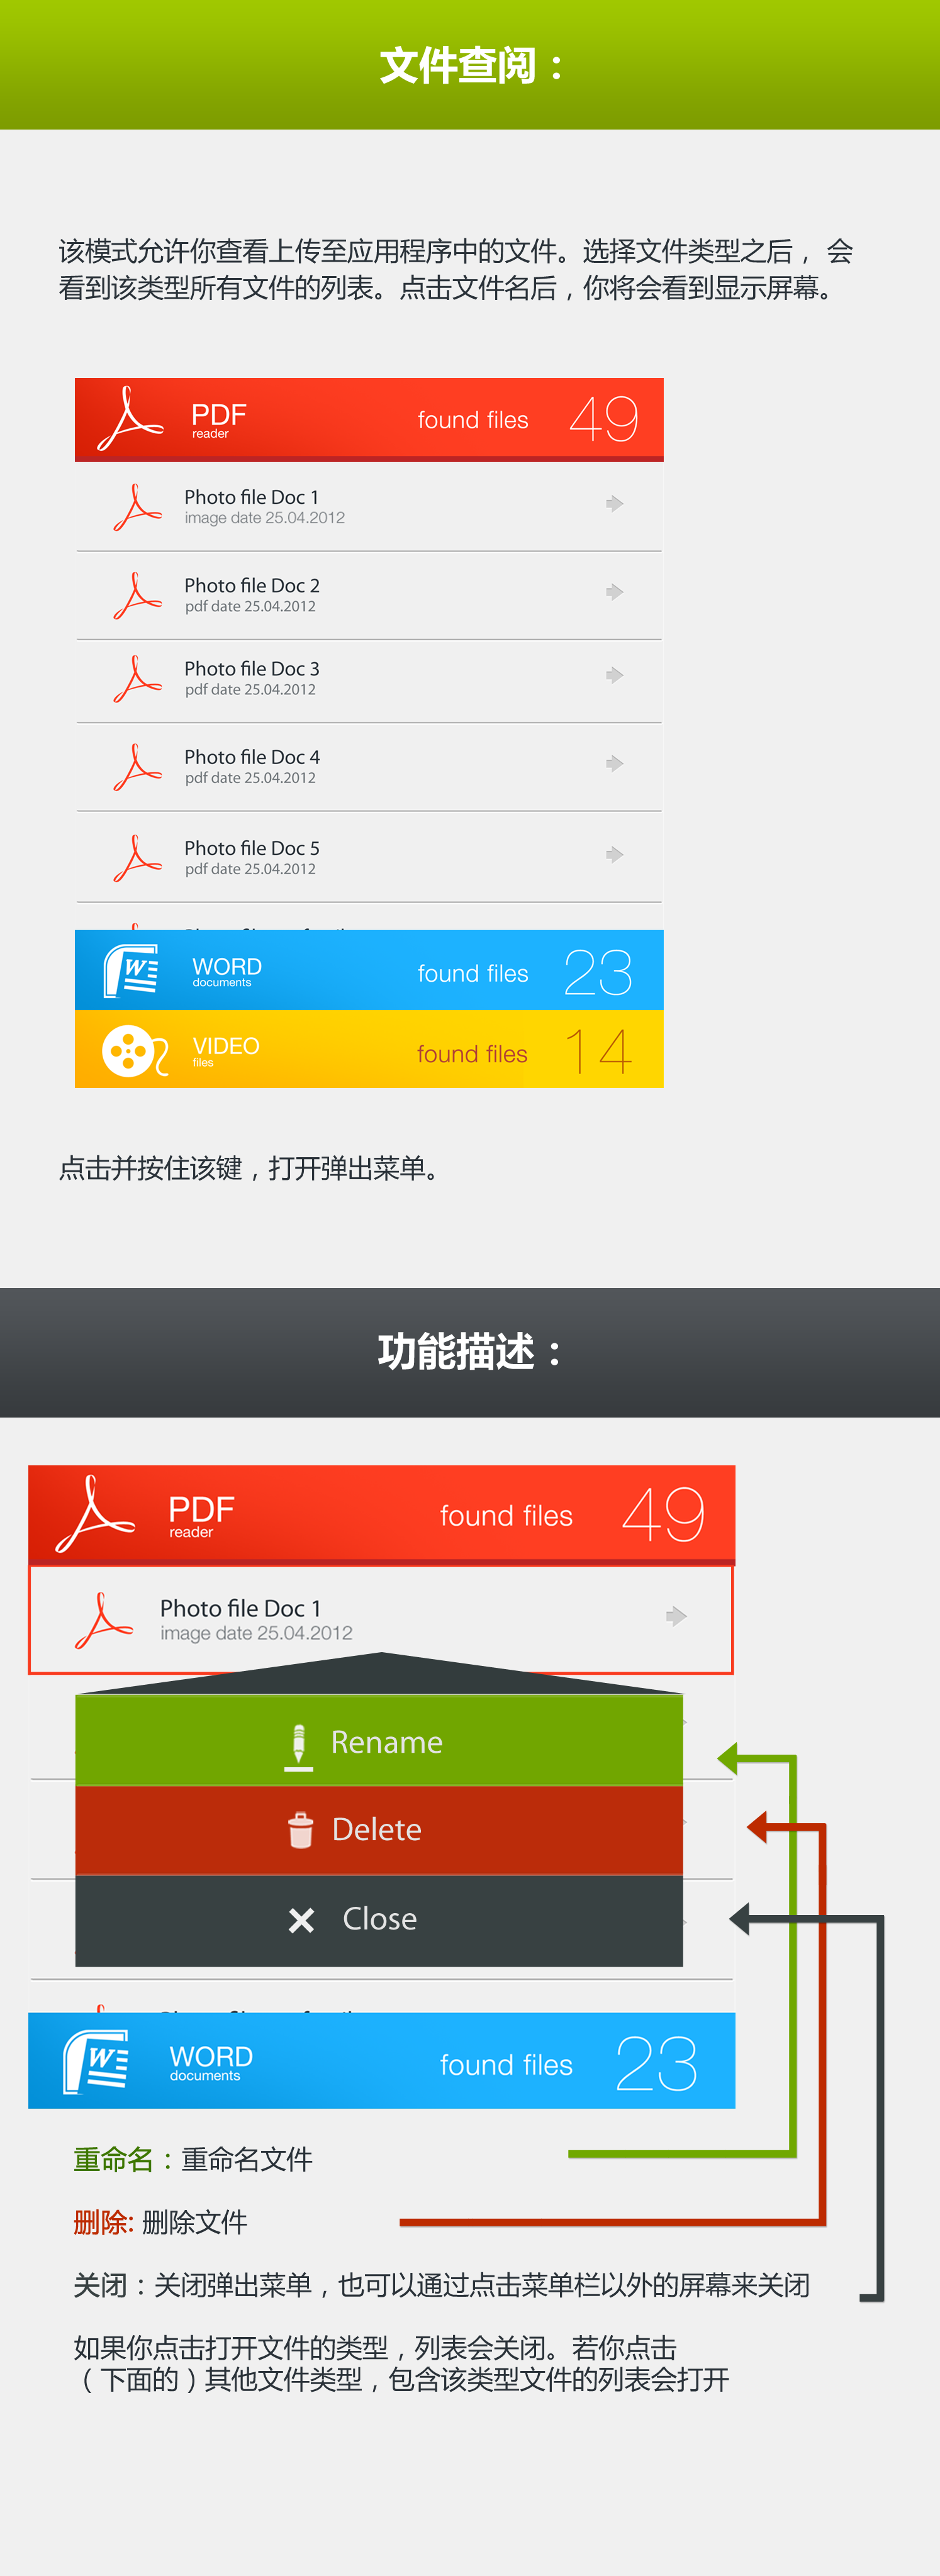 文件查阅：
该模式允许你查看上传至应用程序中的文件。选择文件类型之后， 会
看到该类型所有文件的列表。点击文件名后，你将会看到显示屏幕。
PDF
reader
found files 49
Photo file Doc 1
image date 25.04.2012
Photo file Doc 2
pdf date 25.04.2012
Photo file Doc 3
pdf date 25.04.2012
Photo file Doc 4
pdf date 25.04.2012
Photo file Doc 5
pdf date 25.04.2012
WORD
documents
found files 23
VIDEO
files
found files 14
点击并按住该键，打开弹出菜单。
功能描述：
PDF
reader
found files 49
Photo file Doc 1
image date 25.04.2012
Rename
Delete
Close
WORD
documents
found files 23
重命名：重命名文件
删除: 删除文件
关闭：关闭弹出菜单，也可以通过点击菜单栏以外的屏幕来关闭
如果你点击打开文件的类型，列表会关闭。若你点击
（下面的）其他文件类型，包含该类型文件的列表会打开